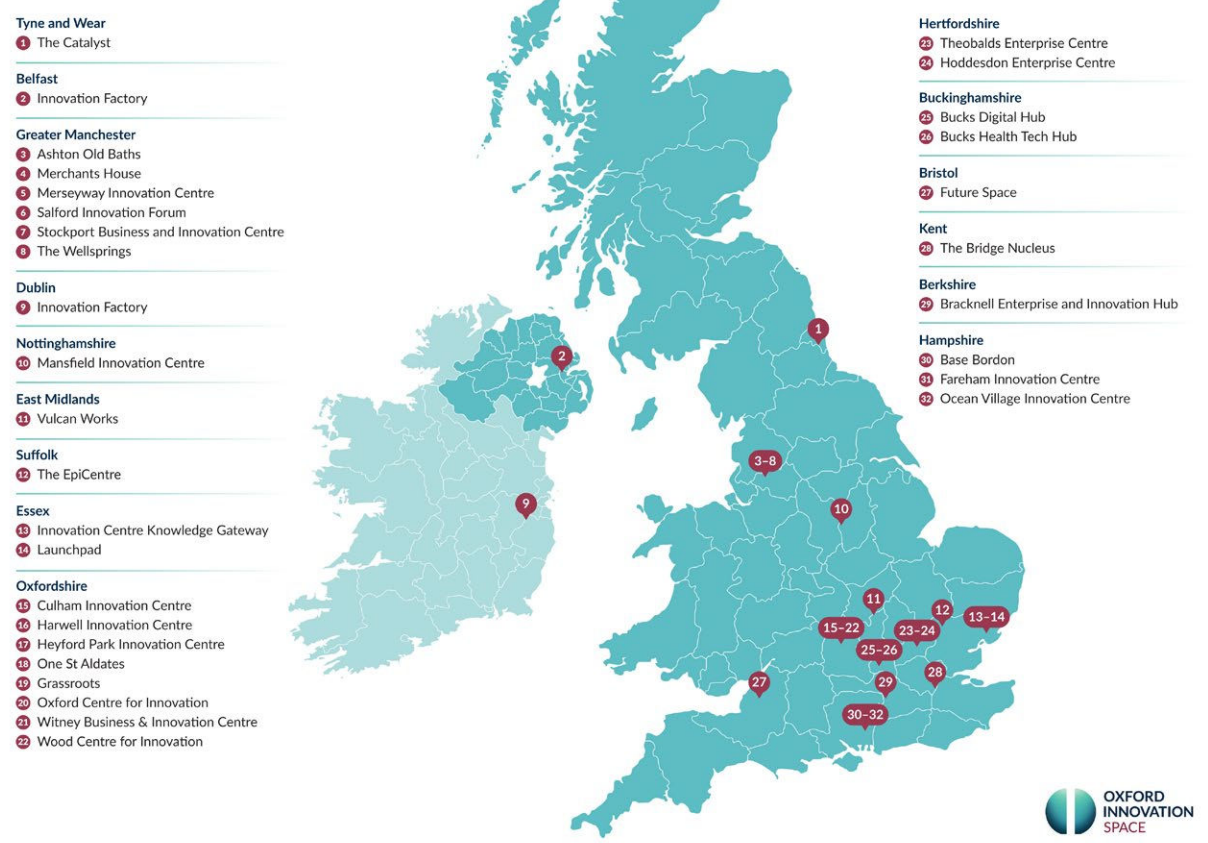 Tyne and Wear
1 The Catalyst
Belfast
2 Innovation Factory
Greater Manchester
3 Ashton Old Baths
4 Merchants House
5 Merseyway Innovation Centre
6 Salford Innovation Forum
7 Stockport Business and Innovation Centre
8 The Wellsprings
Dublin
9 Innovation Factory
Nottinghamshire
10 Mansfield Innovation Centre
East Midlands
11 Vulcan Works
Suffolk
12 The EpiCentre
Essex
13 Innovation Centre Knowledge Gateway
14 Launchpad
Oxfordshire
15 Culham Innovation Centre
16 Harwell Innovation Centre
17 Heyford Park Innovation Centre
18 One St Aldates
19 Grassroots
20 Oxford Centre for Innovation
21 Witney Business & Innovation Centre
22 Wood Centre for Innovation
1
2
3–8
9
10
11
12
13–14
15–22
23–24
25–26
27
28
29
30–32
Hertfordshire
23 Theobalds Enterprise Centre
24 Hoddesdon Enterprise Centre
Buckinghamshire
25 Bucks Digital Hub
26 Bucks Health Tech Hub
Bristol
27 Future Space
Kent
28 The Bridge Nucleus
Berkshire
29 Bracknell Enterprise and Innovation Hub
Hampshire
30 Base Bordon
31 Fareham Innovation Centre
32 Ocean Village Innovation Centre
OXFORD
INNOVATION
SPACE